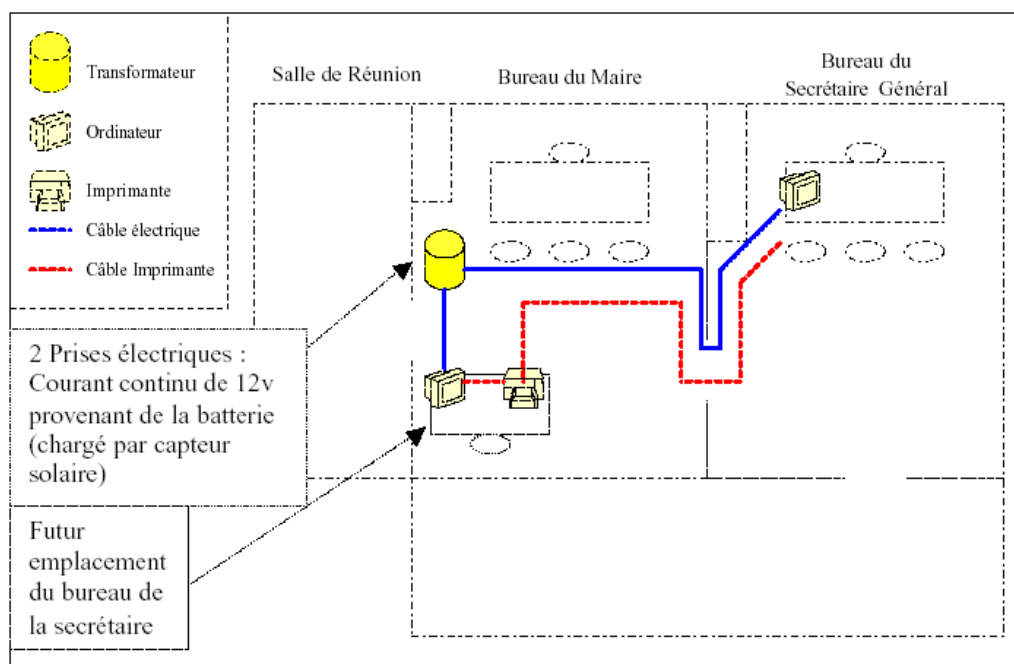 Transformateur
Ordinateur
Imprimante
Câble électrique
Câble Imprimante
Salle de Réunion
Bureau du Maire
Bureau du
Secrétaire Général
2 Prises électriques :
Courant continu de 12v
provenant de la batterie
(chargé par capteur
solaire)
Futur
emplacement
du bureau de
la secrétaire